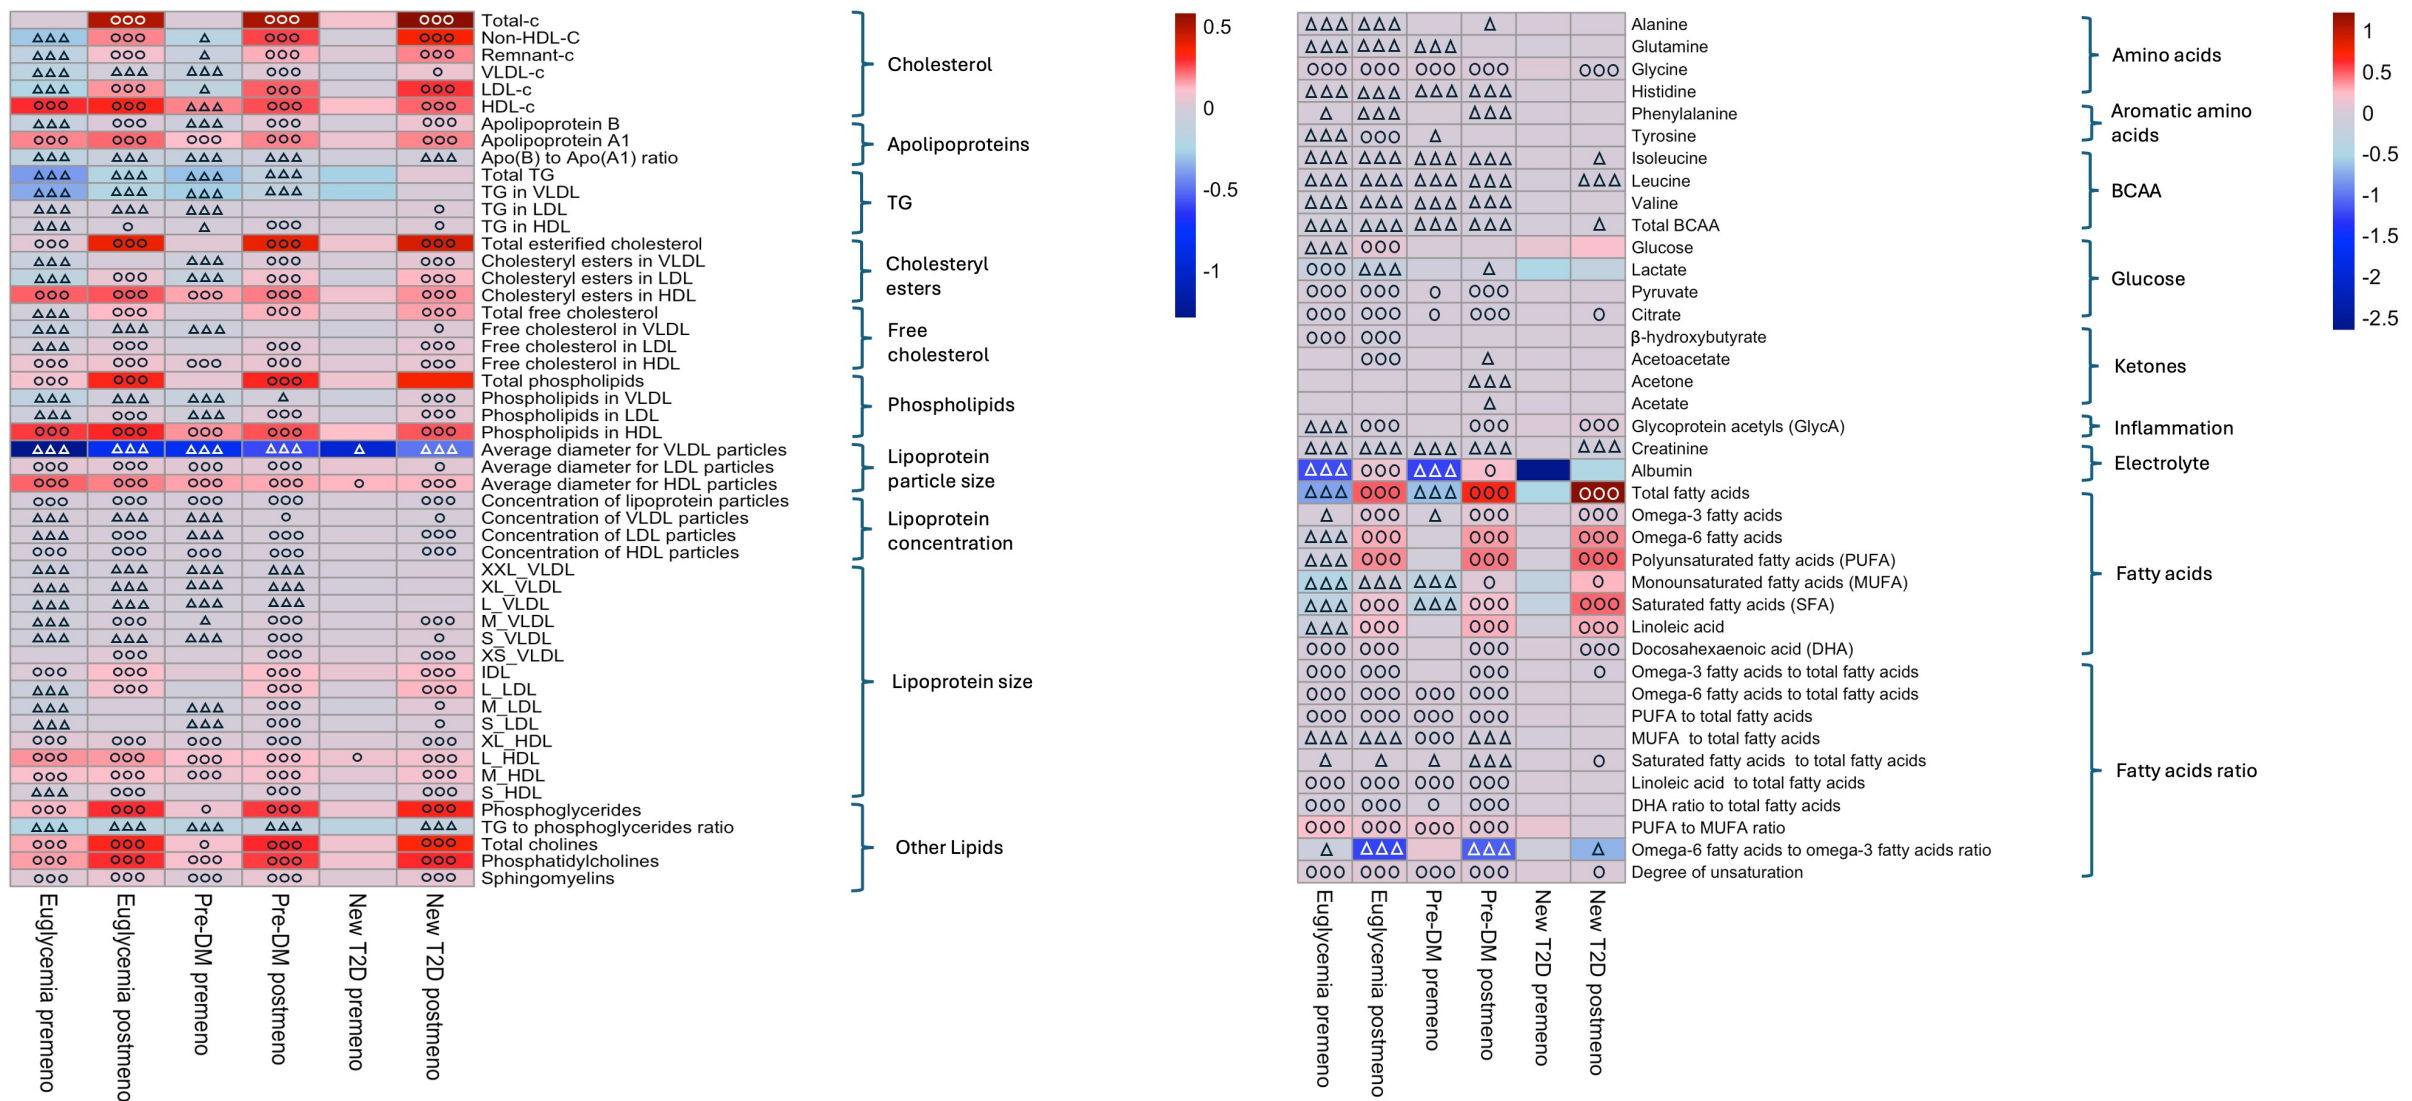 Total-c
Non-HDL-C
Remnant-c
VLDL-c
LDL-c
HDL-c
Cholesterol
Apolipoprotein B
Apolipoprotein A1
Apo(B) to Apo(A1) ratio
Apolipoproteins
Total TG
TG in VLDL
TG in LDL
TG in HDL
TG
Total esterified cholesterol
Cholesteryl esters in VLDL
Cholesteryl esters in LDL
Cholesteryl esters in HDL
Cholesteryl
esters
Total free cholesterol
Free cholesterol in VLDL
Free cholesterol in LDL
Free cholesterol in HDL
Free
cholesterol
Total phospholipids
Phospholipids in VLDL
Phospholipids in LDL
Phospholipids in HDL
Phospholipids
Average diameter for VLDL particles
Average diameter for LDL particles
Average diameter for HDL particles
Lipoprotein
particle size
Concentration of lipoprotein particles
Concentration of VLDL particles
Concentration of LDL particles
Concentration of HDL particles
Lipoprotein
concentration
XXL_VLDL
XL_VLDL
L_VLDL
M_VLDL
S_VLDL
XS_VLDL
IDL
L_LDL
M_LDL
S_LDL
XL_HDL
L_HDL
M_HDL
S_HDL
Lipoprotein size
Phosphoglycerides
TG to phosphoglycerides ratio
Total cholines
Phosphatidylcholines
Sphingomyelins
Other Lipids
Euglycemia premeno
Euglycemia postmeno
Pre-DM premeno
Pre-DM postmeno
New T2D premeno
New T2D postmeno
0.5
0
-0.5
-1
Alanine
Glutamine
Glycine
Histidine
Amino acids
Phenylalanine
Tyrosine
Aromatic amino
acids
Isoleucine
Leucine
Valine
Total BCAA
BCAA
Glucose
Lactate
Pyruvate
Citrate
Glucose
β-hydroxybutyrate
Acetoacetate
Acetone
Acetate
Ketones
Glycoprotein acetyls (GlycA)
Inflammation
Creatinine
Albumin
Electrolyte
Total fatty acids
Omega-3 fatty acids
Omega-6 fatty acids
Polyunsaturated fatty acids (PUFA)
Monounsaturated fatty acids (MUFA)
Saturated fatty acids (SFA)
Linoleic acid
Docosahexaenoic acid (DHA)
Fatty acids
Omega-3 fatty acids to total fatty acids
Omega-6 fatty acids to total fatty acids
PUFA to total fatty acids
MUFA to total fatty acids
Saturated fatty acids to total fatty acids
Linoleic acid to total fatty acids
DHA ratio to total fatty acids
PUFA to MUFA ratio
Omega-6 fatty acids to omega-3 fatty acids ratio
Degree of unsaturation
Fatty acids ratio
Euglycemia premeno
Euglycemia postmeno
Pre-DM premeno
Pre-DM postmeno
New T2D premeno
New T2D postmeno
1
0.5
0
-0.5
-1
-1.5
-2
-2.5